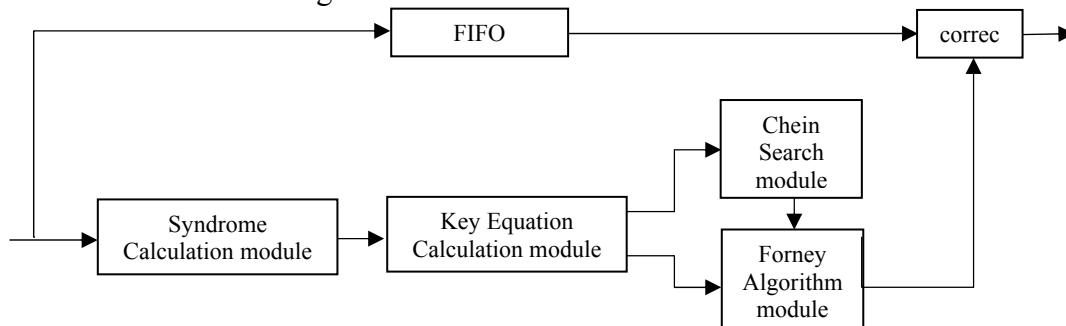 FIFO
correc
Chein
Search
module
Syndrome
Calculation module
Key Equation
Calculation module
Forney
Algorithm
module